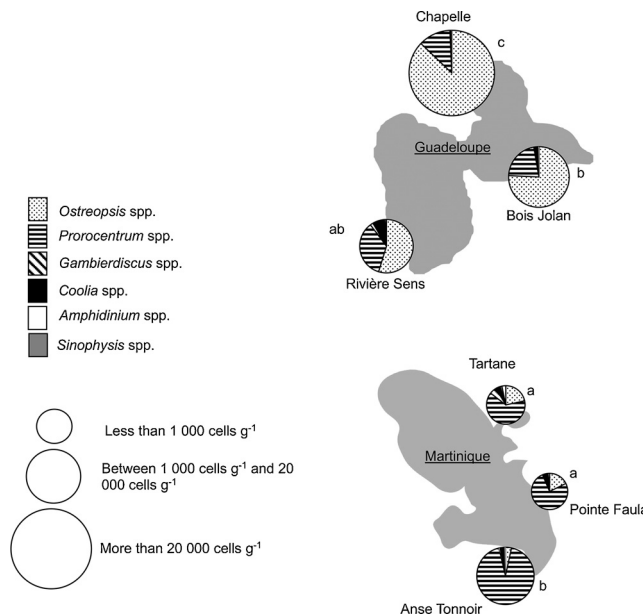 Chapelle
c
Guadeloupe
b
Bois Jolan
ab
Rivière Sens
Ostreopsis spp.
Prorocentrum spp.
Gambierdiscus spp.
Coolia spp.
Amphidinium spp.
Sinophysis spp.
Tartane
a
Martinique
a
Pointe Faula
b
Anse Tonnoir
Less than 1 000 cells g-1
Between 1 000 cells g-1 and 20
000 cells g-1
More than 20 000 cells g-1